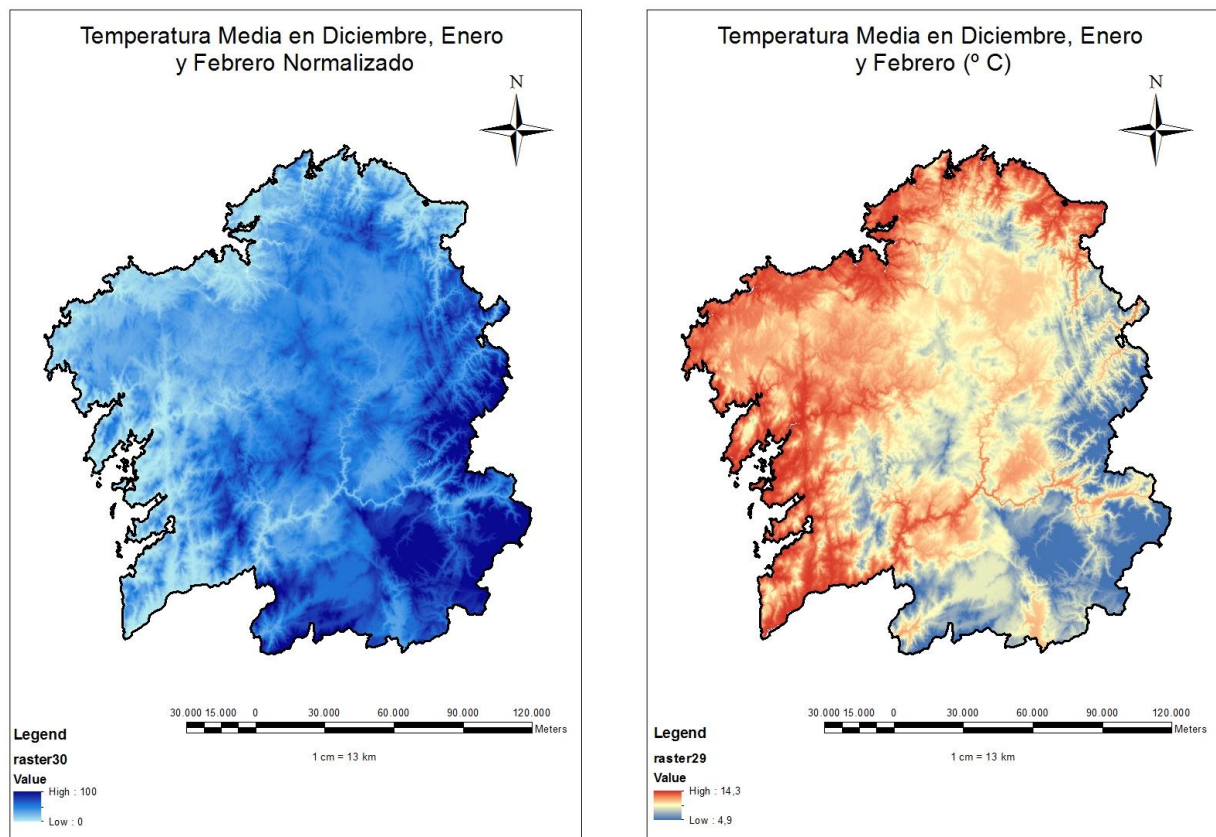 Temperatura Media en Diciembre, Enero
y Febrero Normalizado
N
30.000 15.000 0 30.000 60.000 90.000 120.000
Meters
1 cm = 13 km
Legend
raster30
Value
High : 100
Low : 0
Temperatura Media en Diciembre, Enero
y Febrero (º C)
N
30.000 15.000 0 30.000 60.000 90.000 120.000
Meters
1 cm = 13 km
Legend
raster29
Value
High : 14,3
Low : 4,9